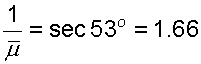 1/μ̅ = sec 53° = 1.66